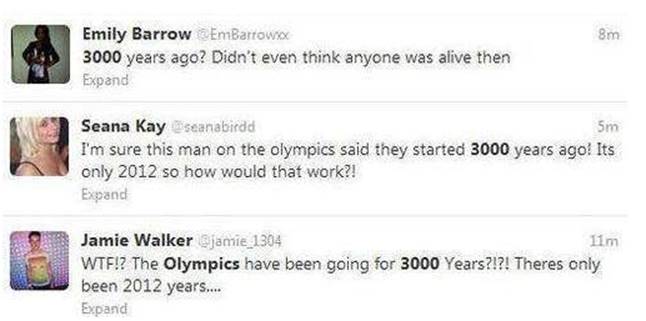 Emily Barrow @EmBarrowxx 8m
3000 years ago? Didn't even think anyone was alive then
Expand
Seana Kay @seanabirdd 5m
I'm sure this man on the olympics said they started 3000 years ago! Its
only 2012 so how would that work?!
Expand
Jamie Walker @jamie_1304 11m
WTF!? The Olympics have been going for 3000 Years?!?! Theres only
been 2012 years....
Expand